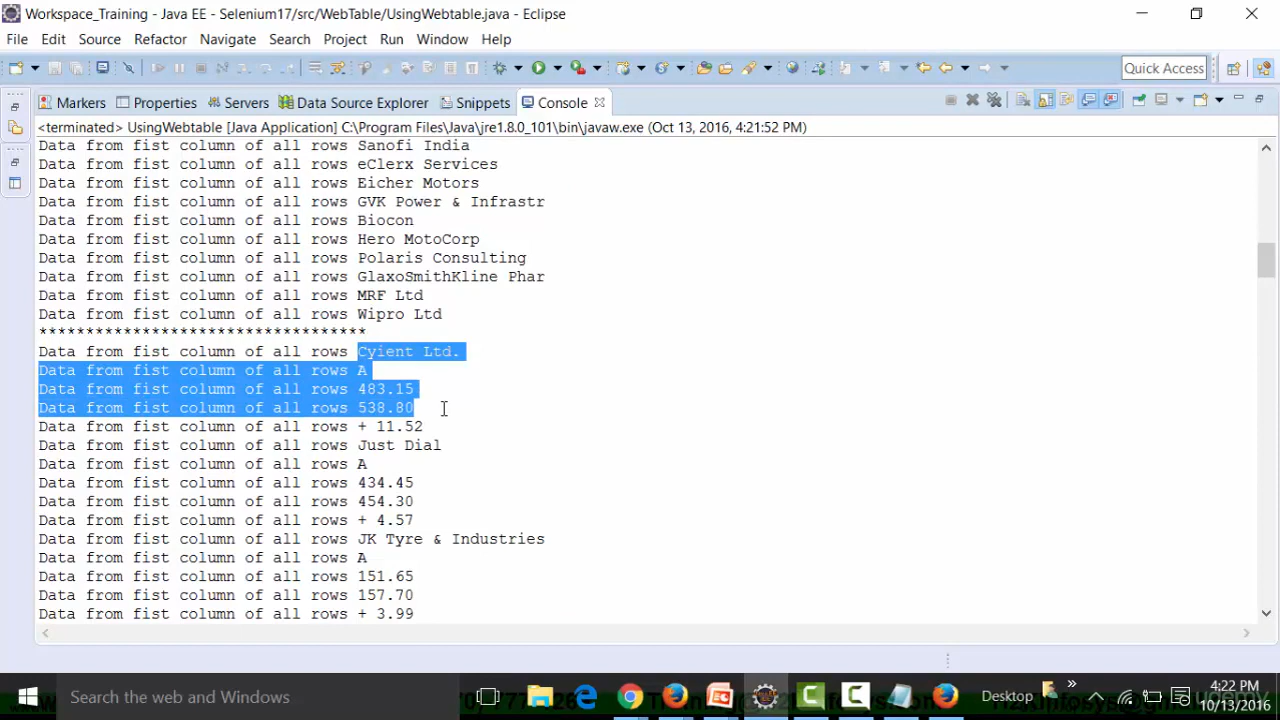 Workspace_Training - Java EE - Selenium17/src/WebTable/UsingWebtable.java - Eclipse
File Edit Source Refactor Navigate Search Project Run Window Help
Quick Access
Markers Properties Servers Data Source Explorer Snippets Console
<terminated> UsingWebtable [Java Application] C:\Program Files\Java\jre1.8.0_101\bin\javaw.exe (Oct 13, 2016, 4:21:52 PM)
Data from fist column of all rows Sanofi India
Data from fist column of all rows eClerx Services
Data from fist column of all rows Eicher Motors
Data from fist column of all rows GVK Power & Infrastr
Data from fist column of all rows Biocon
Data from fist column of all rows Hero MotoCorp
Data from fist column of all rows Polaris Consulting
Data from fist column of all rows GlaxoSmithKline Phar
Data from fist column of all rows MRF Ltd
Data from fist column of all rows Wipro Ltd
***********************************
Data from fist column of all rows Cyient Ltd.
Data from fist column of all rows A
Data from fist column of all rows 483.15
Data from fist column of all rows 538.80
Data from fist column of all rows + 11.52
Data from fist column of all rows Just Dial
Data from fist column of all rows A
Data from fist column of all rows 434.45
Data from fist column of all rows 454.30
Data from fist column of all rows + 4.57
Data from fist column of all rows JK Tyre & Industries
Data from fist column of all rows A
Data from fist column of all rows 151.65
Data from fist column of all rows 157.70
Data from fist column of all rows + 3.99
Search the web and Windows
Desktop
4:22 PM
10/13/2016